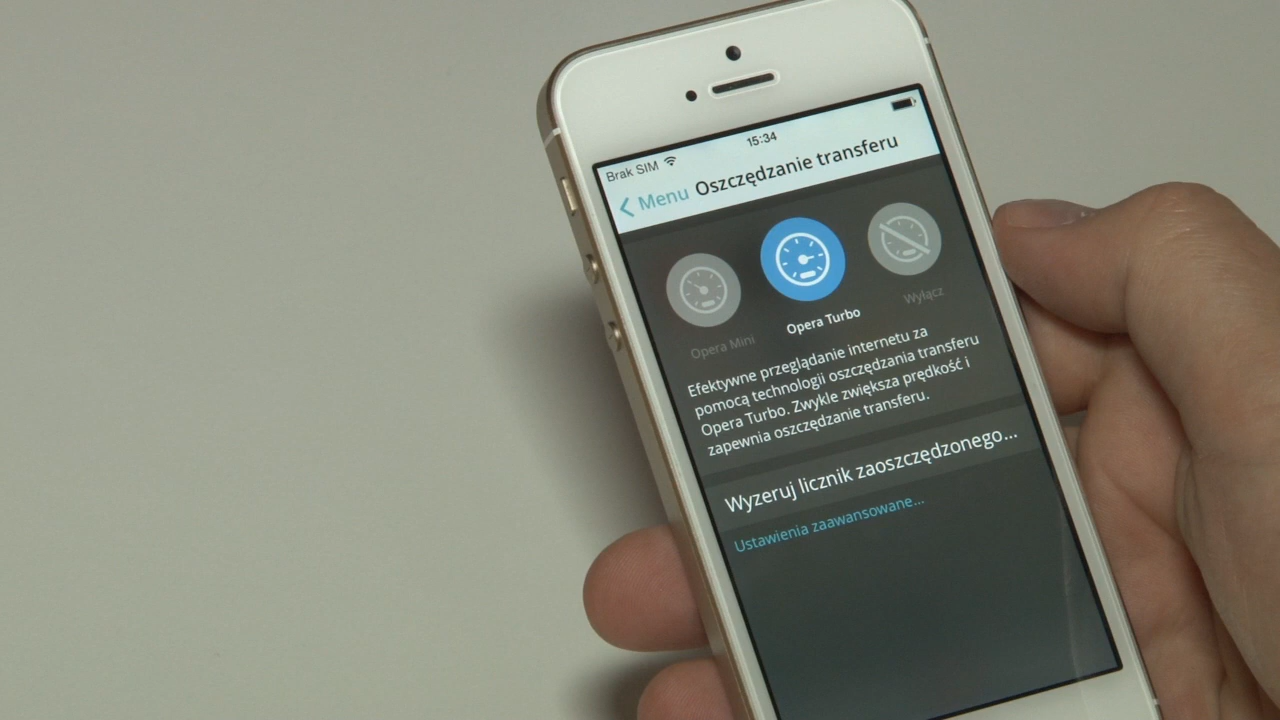 Brak SIM 15:34
Menu Oszczędzanie transferu
Opera Mini Opera Turbo Wyłącz
Efektywne przeglądanie internetu za
pomocą technologii oszczędzania transferu
Opera Turbo. Zwykle zwiększa prędkość i
zapewnia oszczędzanie transferu.
Wyzeruj licznik zaoszczędzonego...
Ustawienia zaawansowane...